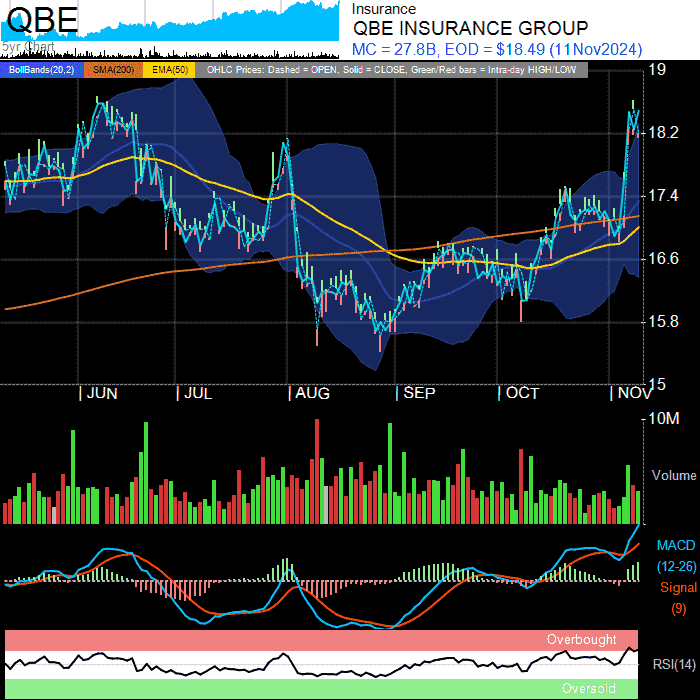 QBE
5yr Chart
Insurance
QBE INSURANCE GROUP
MC = 27.8B, EOD = $18.49 (11Nov2024)
BollBands(20,2) SMA(200) EMA(50) OHLC Prices: Dashed = OPEN, Solid = CLOSE, Green/Red bars = Intra-day HIGH/LOW
19
18.2
17.4
16.6
15.8
15
| JUN | JUL | AUG | SEP | OCT | NOV
10M
Volume
MACD
(12-26)
Signal
(9)
Overbought
RSI(14)
Oversold